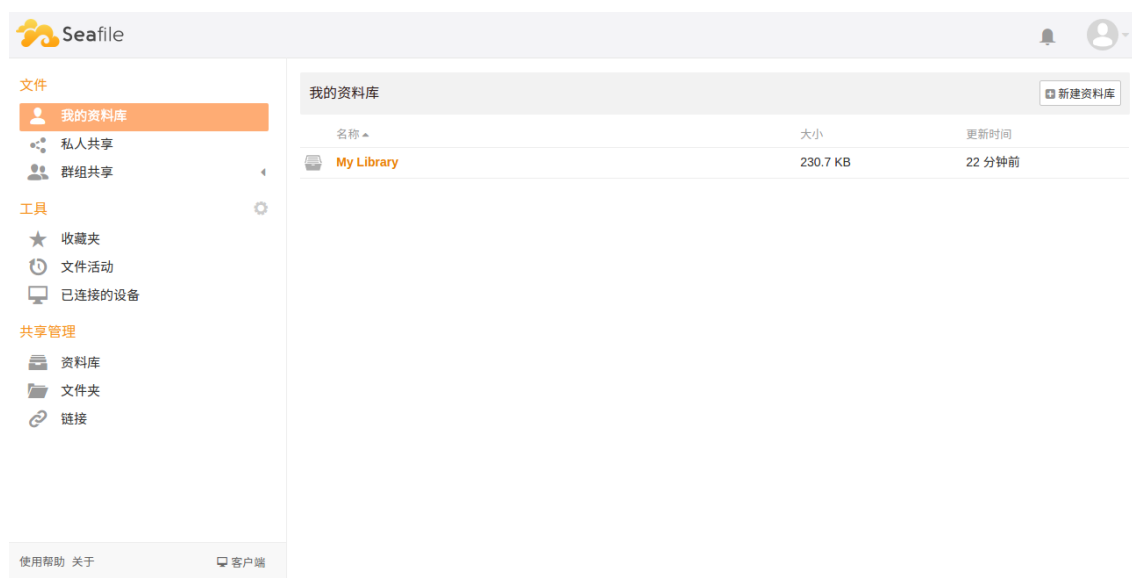 Seafile
文件
我的资料库
私人共享
群组共享
工具
收藏夹
文件活动
已连接的设备
共享管理
资料库
文件夹
链接
使用帮助 关于 客户端
我的资料库 新建资料库
名称 大小 更新时间
My Library 230.7 KB 22 分钟前